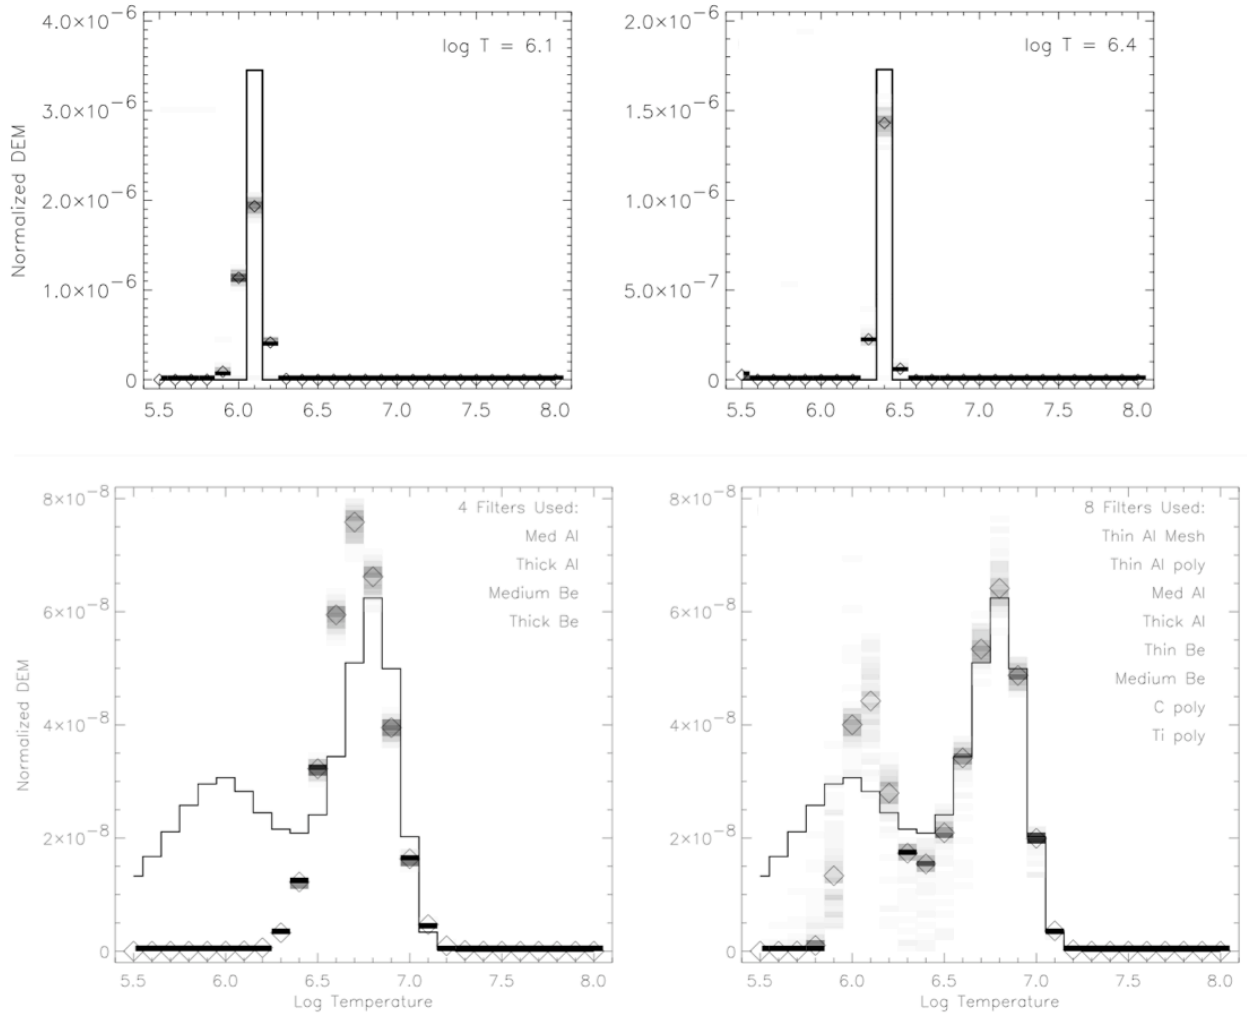 4.0×10⁻⁶
3.0×10⁻⁶
2.0×10⁻⁶
1.0×10⁻⁶
0
Normalized DEM
log T = 6.1
5.5 6.0 6.5 7.0 7.5 8.0
2.0×10⁻⁶
1.5×10⁻⁶
1.0×10⁻⁶
5.0×10⁻⁷
0
log T = 6.4
5.5 6.0 6.5 7.0 7.5 8.0
8×10⁻⁸
6×10⁻⁸
4×10⁻⁸
2×10⁻⁸
0
Normalized DEM
4 Filters Used:
Med Al
Thick Al
Medium Be
Thick Be
5.5 6.0 6.5 7.0 7.5 8.0
Log Temperature
8×10⁻⁸
6×10⁻⁸
4×10⁻⁸
2×10⁻⁸
0
8 Filters Used:
Thin Al Mesh
Thin Al poly
Med Al
Thick Al
Thin Be
Medium Be
C poly
Ti poly
5.5 6.0 6.5 7.0 7.5 8.0
Log Temperature